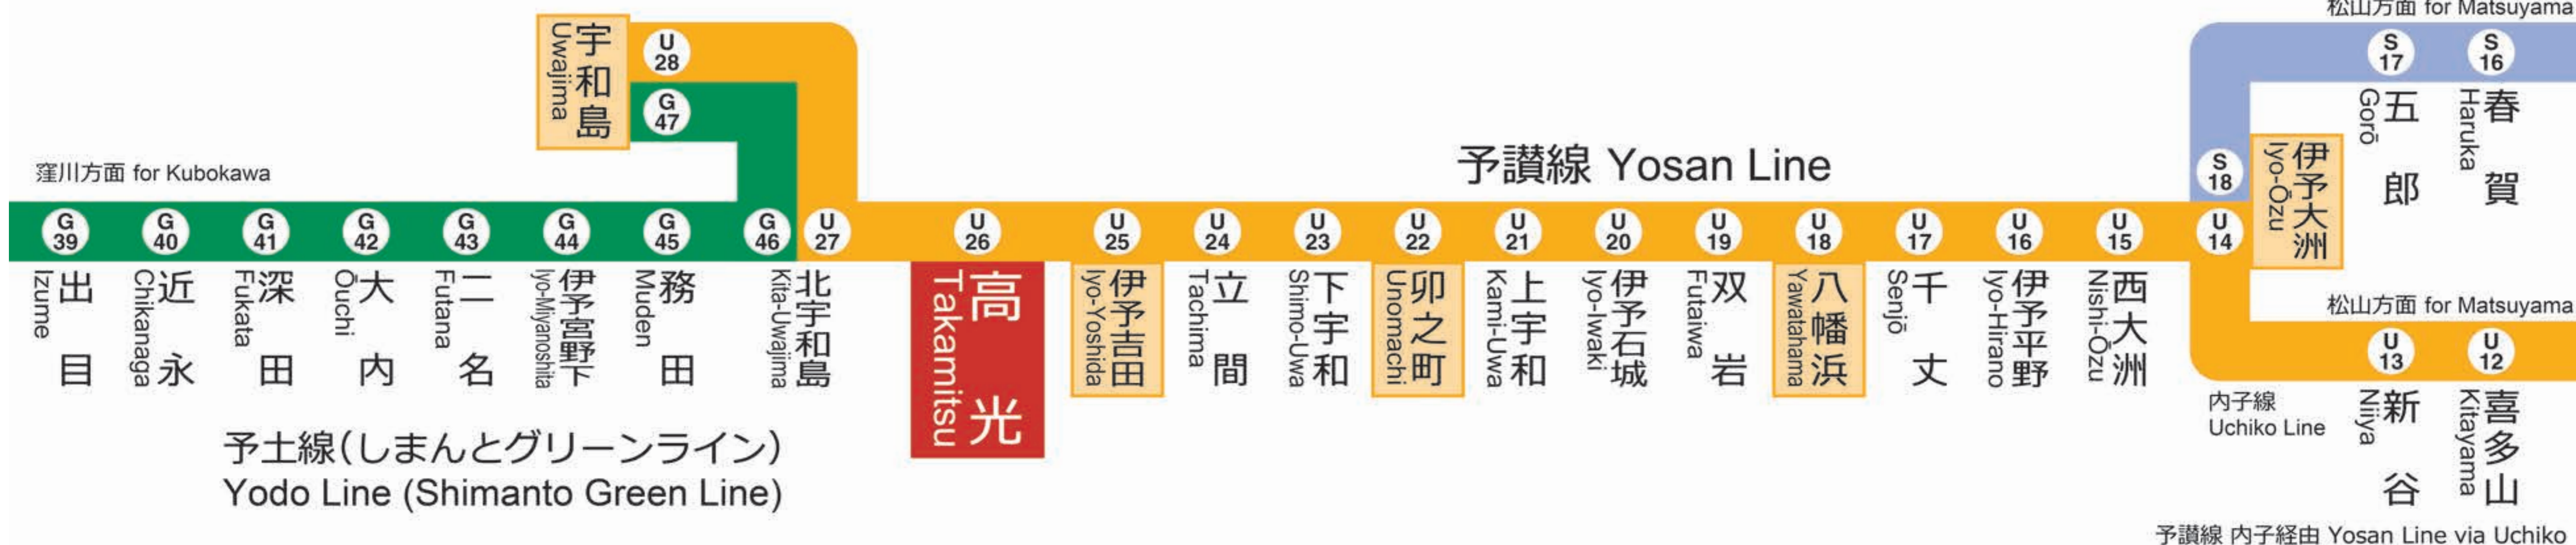 松山方面 for Matsuyama
宇和島
Uwajima
U
28
G
47
S
17
五郎
Gorō
S
16
春賀
Haruka
予讃線 Yosan Line
窪川方面 for Kubokawa
S
18
伊予大洲
Iyo-Ōzu
G
39
出目
Izume
G
40
近永
Chikanaga
G
41
深田
Fukata
G
42
大内
Ōuchi
G
43
二名
Futana
G
44
伊予宮野下
Iyo-Miyanoshita
G
45
務田
Muden
G
46
U
27
北宇和島
Kita-Uwajima
U
26
高光
Takamitsu
U
25
伊予吉田
Iyo-Yoshida
U
24
立間
Tachima
U
23
下宇和
Shimo-Uwa
U
22
卯之町
Unomachi
U
21
上宇和
Kami-Uwa
U
20
伊予石城
Iyo-Iwaki
U
19
双岩
Futaiwa
U
18
八幡浜
Yawatahama
U
17
千丈
Senjō
U
16
伊予平野
Iyo-Hirano
U
15
西大洲
Nishi-Ōzu
U
14
松山方面 for Matsuyama
U
13
新谷
Niiya
U
12
喜多山
Kitayama
内子線
Uchiko Line
予土線(しまんとグリーンライン)
Yodo Line (Shimanto Green Line)
予讃線 内子経由 Yosan Line via Uchiko